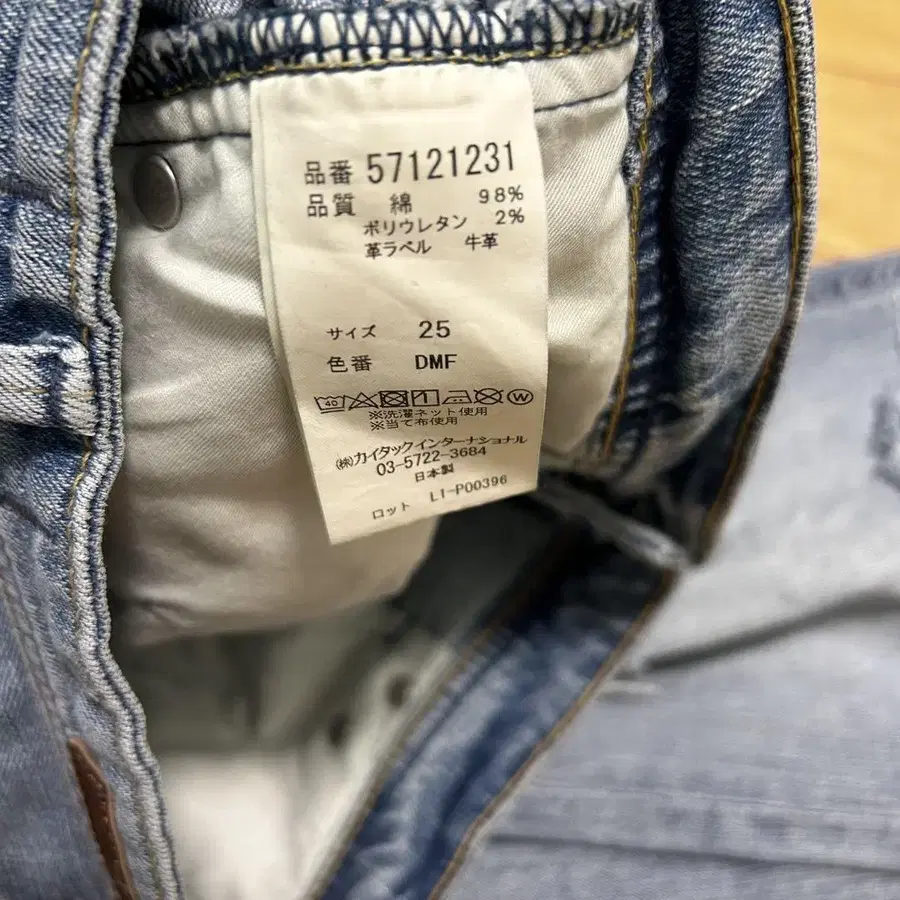 品番 57121231
品質 綿 98%
ポリウレタン 2%
革ラベル 牛革
サイズ 25
色番 DMF
40 W
※洗濯ネット使用
※当て布使用
㈱カイタックインターナショナル
03-5722-3684
日本製
ロット LI-P00396